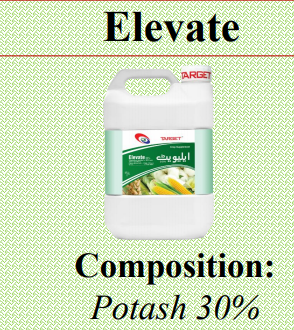 Elevate
TARGET
TARGET
Elevate
ایلیویٹ
Composition:
Potash 30%